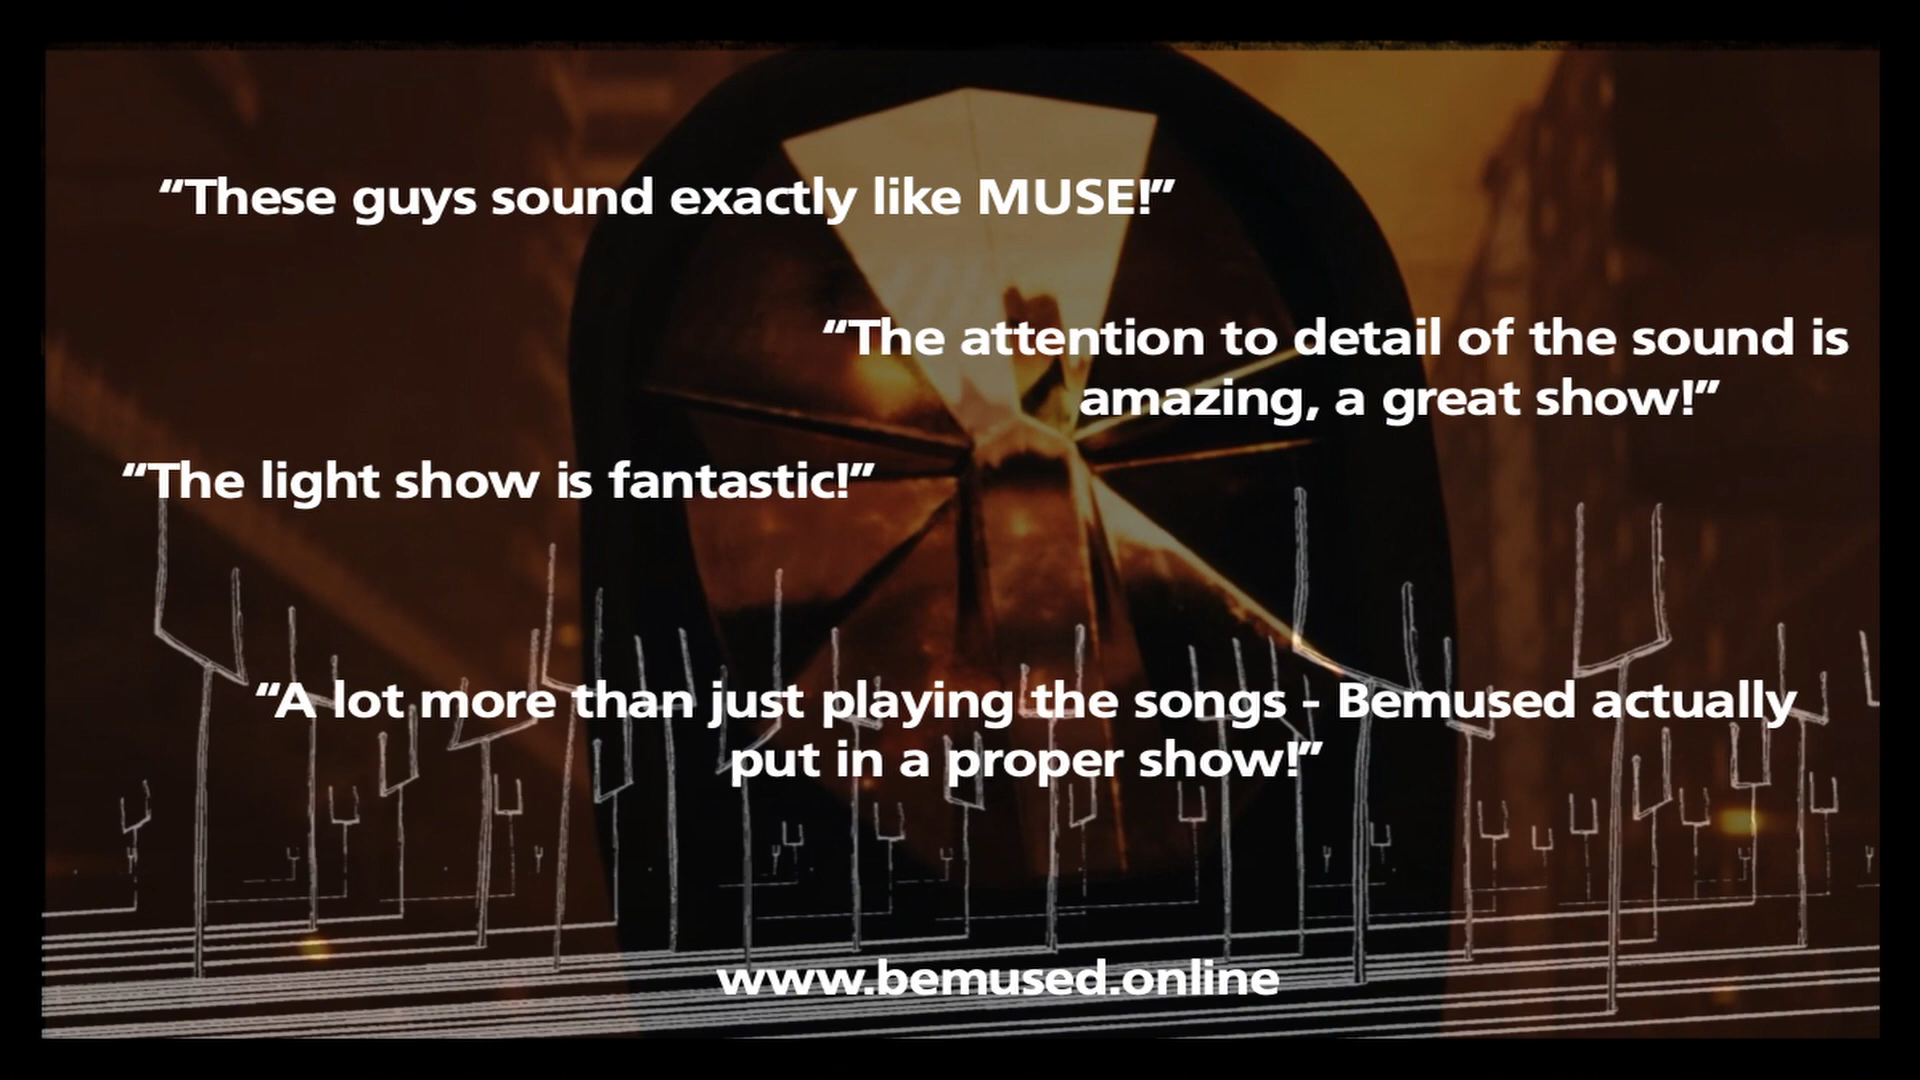 “These guys sound exactly like MUSE!”
“The attention to detail of the sound is
amazing, a great show!”
“The light show is fantastic!”
“A lot more than just playing the songs - Bemused actually
put in a proper show!”
www.bemused.online